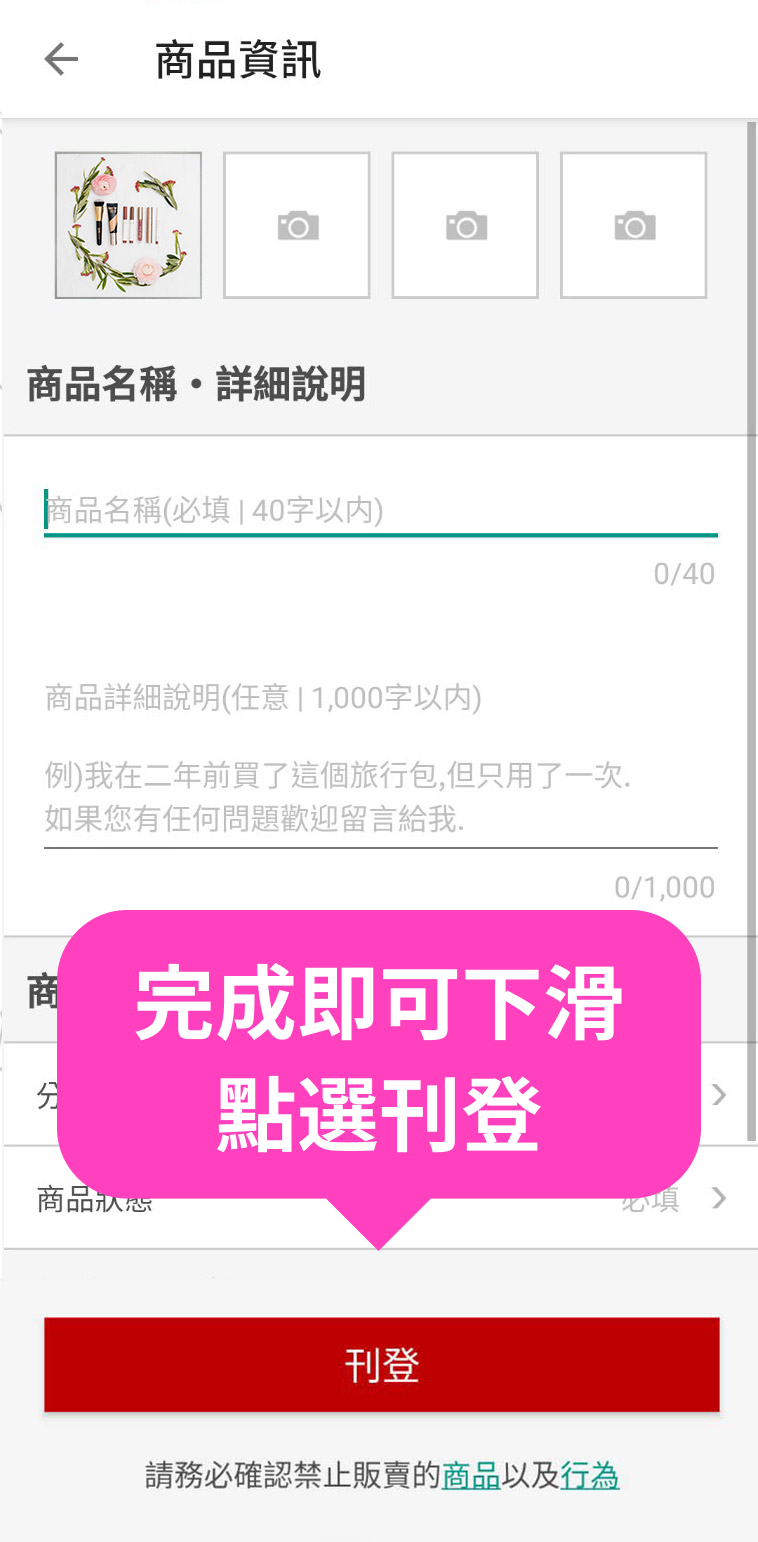 商品資訊
商品名稱・詳細說明
商品名稱(必填 | 40字以內)
0/40
商品詳細說明(任意 | 1,000字以內)
例)我在二年前買了這個旅行包,但只用了一次.
如果您有任何問題歡迎留言給我.
0/1,000
商
完成即可下滑
點選刊登
分
商品狀態 必填
刊登
請務必確認禁止販賣的商品以及行為